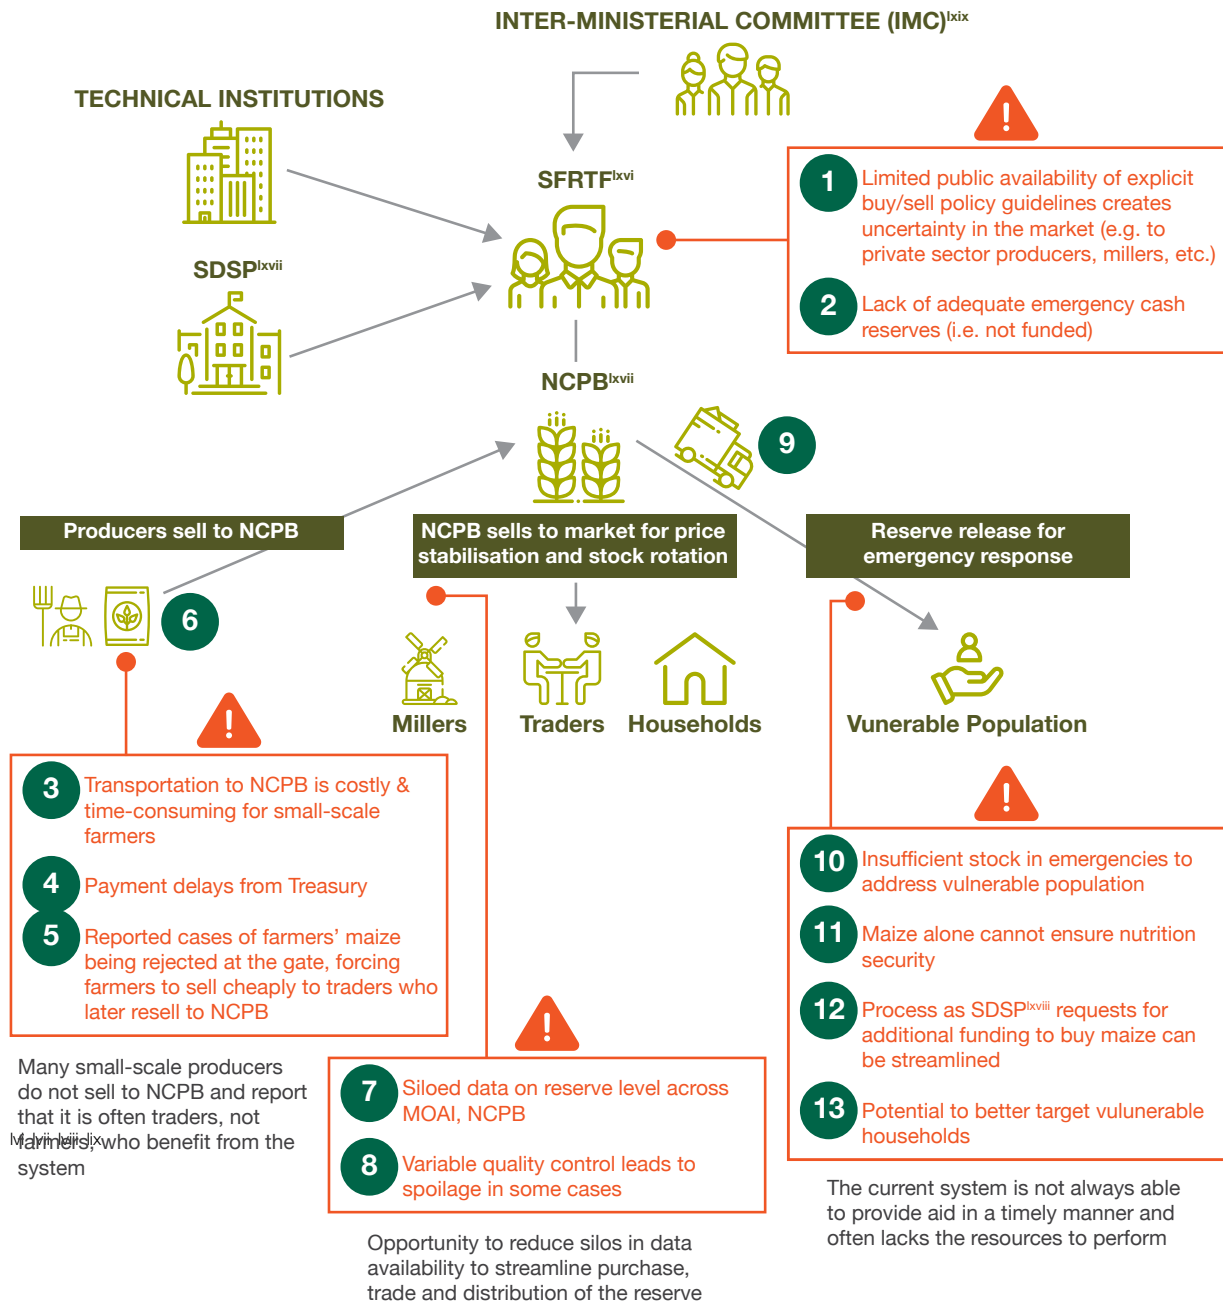 INTER-MINISTERIAL COMMITTEE (IMC)lxix
TECHNICAL INSTITUTIONS
SFRTFlxvi
SDSPlxvii
NCPBlxvii
1
Limited public availability of explicit
buy/sell policy guidelines creates
uncertainty in the market (e.g. to
private sector producers, millers, etc.)
2
Lack of adequate emergency cash
reserves (i.e. not funded)
9
Producers sell to NCPB
NCPB sells to market for price
stabilisation and stock rotation
Reserve release for
emergency response
6
Millers
Traders
Households
Vunerable Population
3
Transportation to NCPB is costly &
time-consuming for small-scale
farmers
4
Payment delays from Treasury
5
Reported cases of farmers' maize
being rejected at the gate, forcing
farmers to sell cheaply to traders who
later resell to NCPB
Many small-scale producers
do not sell to NCPB and report
that it is often traders, not
farmers, who benefit from the
system
lvi, lvii, lviii, lix
7
Siloed data on reserve level across
MOAI, NCPB
8
Variable quality control leads to
spoilage in some cases
Opportunity to reduce silos in data
availability to streamline purchase,
trade and distribution of the reserve
10
Insufficient stock in emergencies to
address vulnerable population
11
Maize alone cannot ensure nutrition
security
12
Process as SDSPlxviii requests for
additional funding to buy maize can
be streamlined
13
Potential to better target vulunerable
households
The current system is not always able
to provide aid in a timely manner and
often lacks the resources to perform